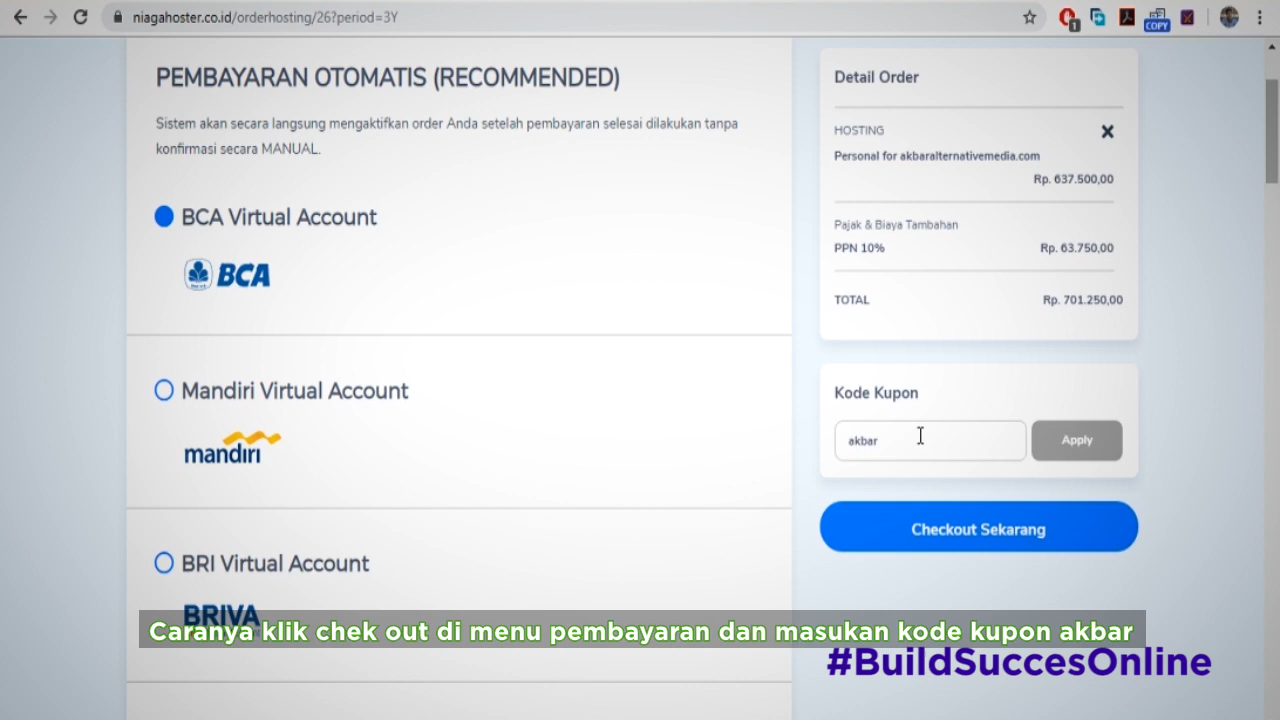 niagahoster.co.id/orderhosting/26?period=3Y
1
COPY
PEMBAYARAN OTOMATIS (RECOMMENDED)
Sistem akan secara langsung mengaktifkan order Anda setelah pembayaran selesai dilakukan tanpa
konfirmasi secara MANUAL.
BCA Virtual Account
BCA
Mandiri Virtual Account
mandiri
BRI Virtual Account
BRIVA
Detail Order
HOSTING
Personal for akbaralternativemedia.com
Rp. 637.500,00
Pajak & Biaya Tambahan
PPN 10% Rp. 63.750,00
TOTAL Rp. 701.250,00
Kode Kupon
akbar Apply
Checkout Sekarang
Caranya klik chek out di menu pembayaran dan masukan kode kupon akbar
#BuildSuccesOnline